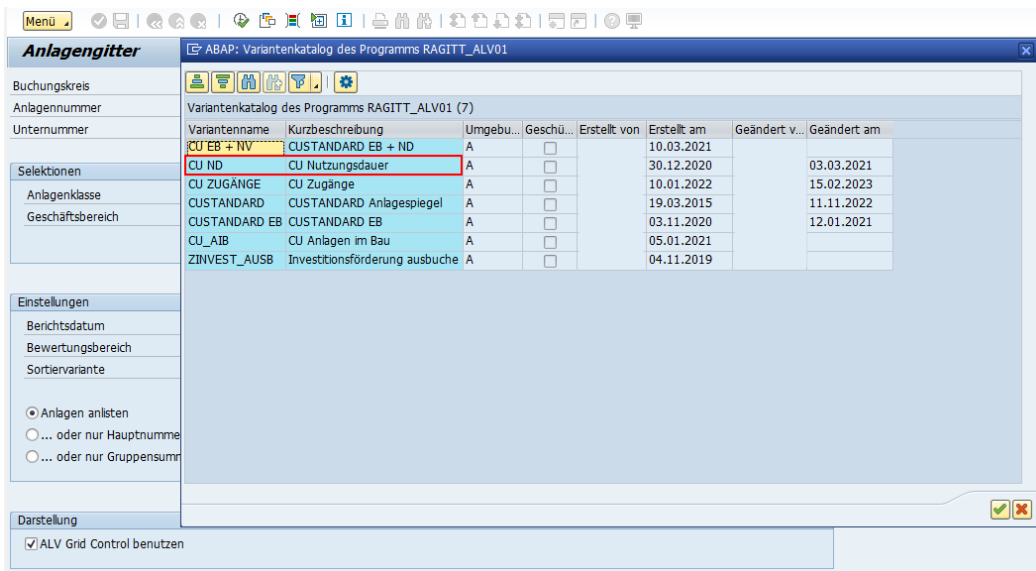 Menü
Anlagengitter
ABAP: Variantenkatalog des Programms RAGITT_ALV01
Buchungskreis
Anlagennummer
Unternummer
Selektionen
Anlagenklasse
Geschäftsbereich
Einstellungen
Berichtsdatum
Bewertungsbereich
Sortiervariante
Anlagen anlisten
... oder nur Hauptnumme
... oder nur Gruppensumm
Darstellung
ALV Grid Control benutzen
Variantenkatalog des Programms RAGITT_ALV01 (7)
Variantenname Kurzbeschreibung Umgebu... Geschü... Erstellt von Erstellt am Geändert v... Geändert am
CU EB + NV CUSTANDARD EB + ND A 10.03.2021
CU ND CU Nutzungsdauer A 30.12.2020 03.03.2021
CU ZUGÄNGE CU Zugänge A 10.01.2022 15.02.2023
CUSTANDARD CUSTANDARD Anlagespiegel A 19.03.2015 11.11.2022
CUSTANDARD EB CUSTANDARD EB A 03.11.2020 12.01.2021
CU_AIB CU Anlagen im Bau A 05.01.2021
ZINVEST_AUSB Investitionsförderung ausbuche A 04.11.2019